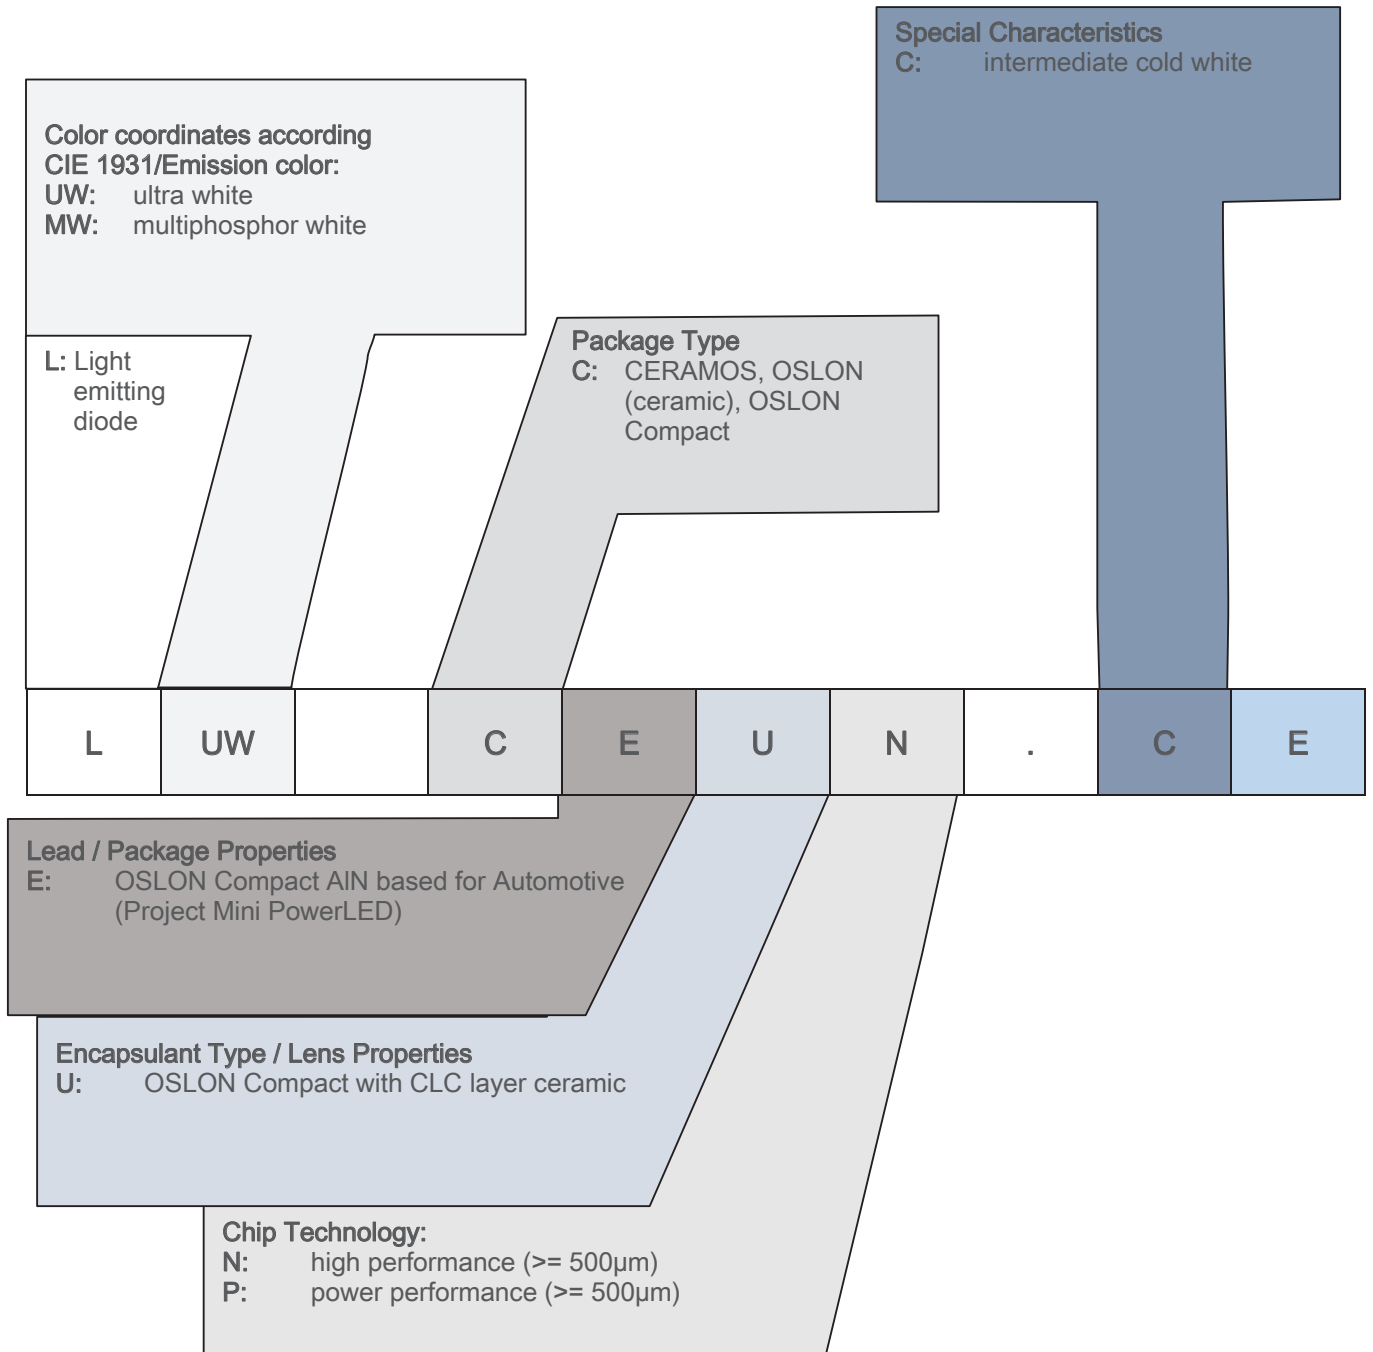 Special Characteristics
C: intermediate cold white
Color coordinates according
CIE 1931/Emission color:
UW: ultra white
MW: multiphosphor white
L: Light
emitting
diode
Package Type
C: CERAMOS, OSLON
(ceramic), OSLON
Compact
L UW C E U N . C E
Lead / Package Properties
E: OSLON Compact AlN based for Automotive
(Project Mini PowerLED)
Encapsulant Type / Lens Properties
U: OSLON Compact with CLC layer ceramic
Chip Technology:
N: high performance (>= 500µm)
P: power performance (>= 500µm)